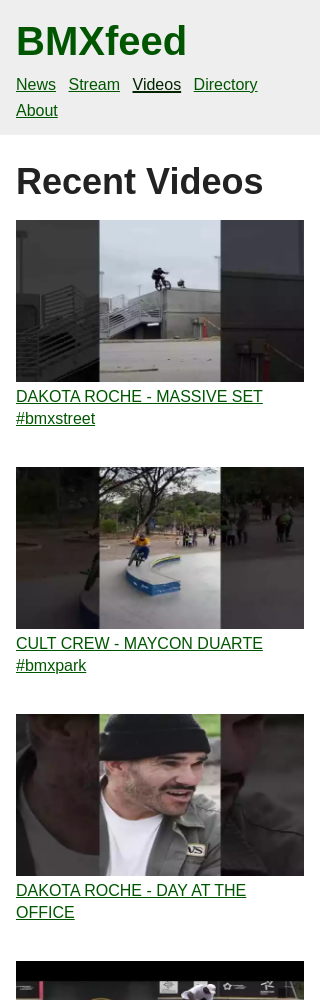 BMXfeed
News Stream Videos Directory
About
Recent Videos
DAKOTA ROCHE - MASSIVE SET
#bmxstreet
CULT CREW - MAYCON DUARTE
#bmxpark
DAKOTA ROCHE - DAY AT THE
OFFICE